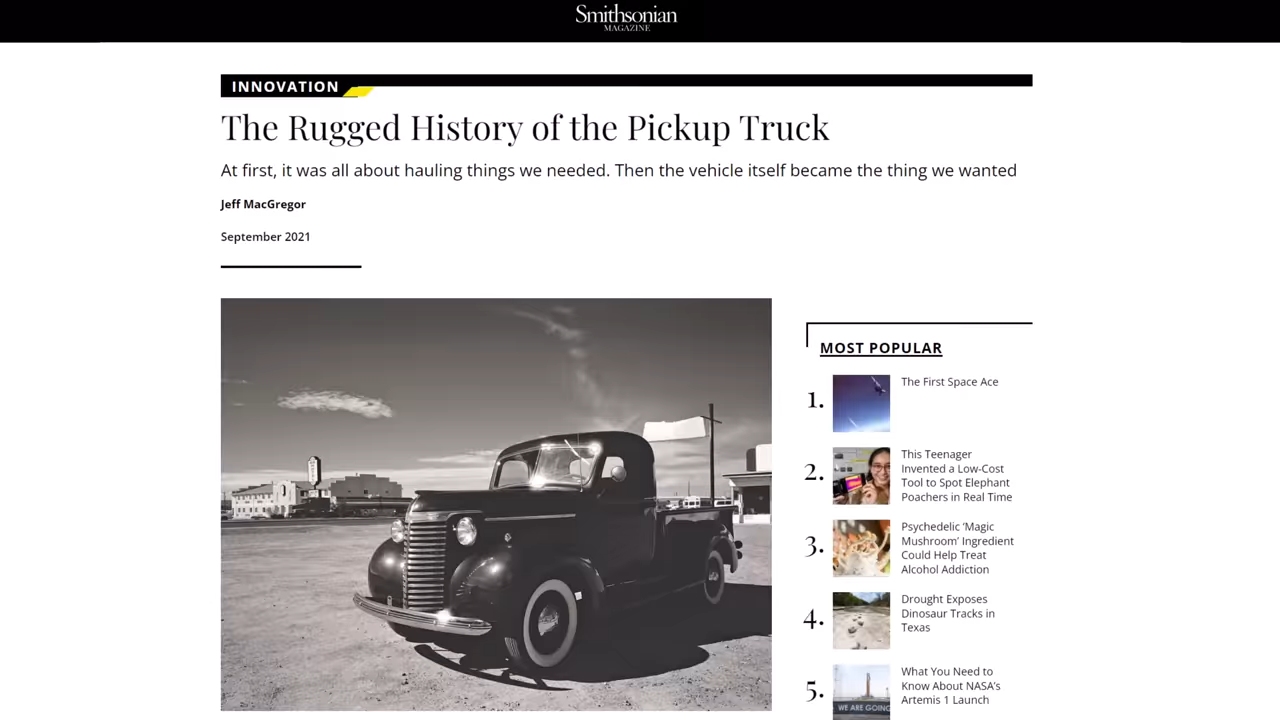 Smithsonian
MAGAZINE
INNOVATION
The Rugged History of the Pickup Truck
At first, it was all about hauling things we needed. Then the vehicle itself became the thing we wanted
Jeff MacGregor
September 2021
MOST POPULAR
1.
The First Space Ace
2.
This Teenager
Invented a Low-Cost
Tool to Spot Elephant
Poachers in Real Time
3.
Psychedelic ‘Magic
Mushroom’ Ingredient
Could Help Treat
Alcohol Addiction
4.
Drought Exposes
Dinosaur Tracks in
Texas
5.
What You Need to
Know About NASA’s
Artemis 1 Launch
WE ARE GOING